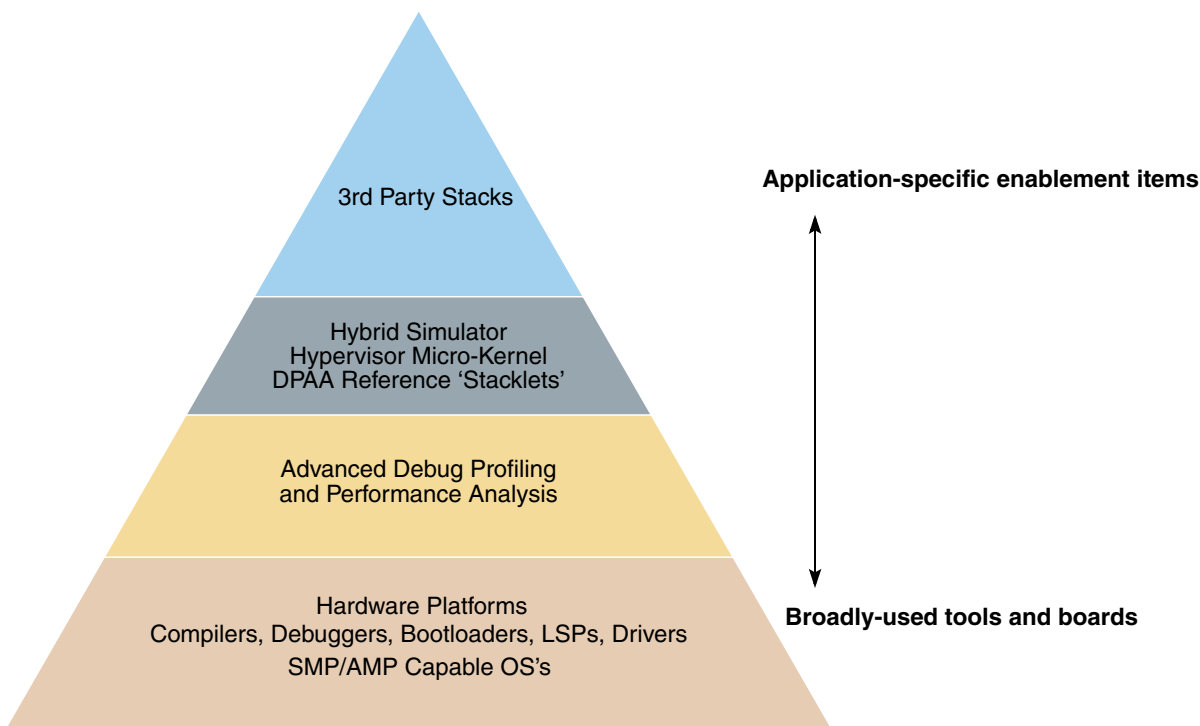 3rd Party Stacks
Application-specific enablement items
Hybrid Simulator
Hypervisor Micro-Kernel
DPAA Reference ‘Stacklets’
Advanced Debug Profiling
and Performance Analysis
Hardware Platforms
Compilers, Debuggers, Bootloaders, LSPs, Drivers
SMP/AMP Capable OS’s
Broadly-used tools and boards